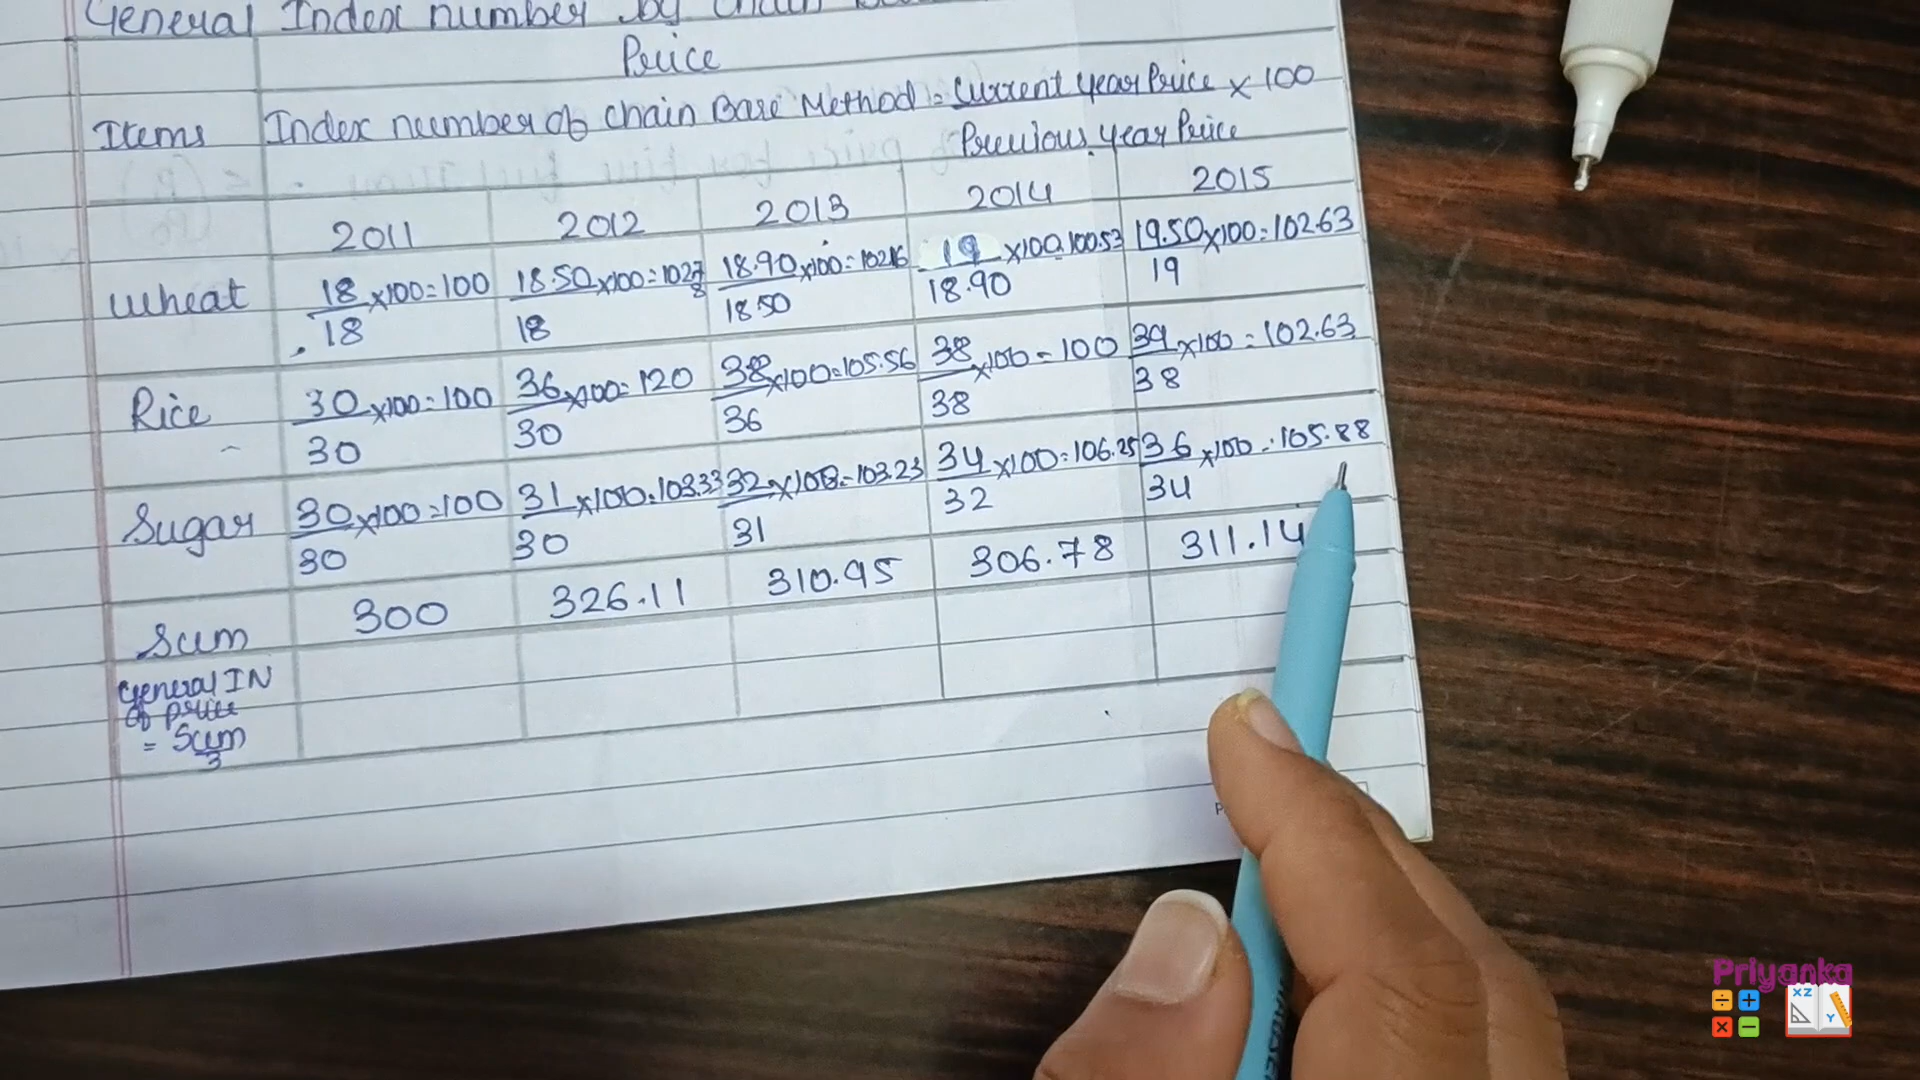 General Index number by chain
Price
Items Index number of chain Base Method = Current year Price × 100
Previous year Price
2011 2012 2013 2014 2015
Wheat 18 ×100=100 18.50 ×100=102.78 18.90 ×100=102.16 19 ×100=100.53 19.50 ×100=102.63
18 18 18.50 18.90 19
Rice 30 ×100=100 36 ×100=120 38 ×100=105.56 38 ×100=100 39 ×100=102.63
30 30 36 38 38
Sugar 30 ×100=100 31 ×100=103.33 32 ×100=103.23 34 ×100=106.25 36 ×100=105.88
30 30 31 32 34
Sum 300 326.11 310.95 306.78 311.14
General IN
of price
= Sum
3
Priyanka
XZ
Y